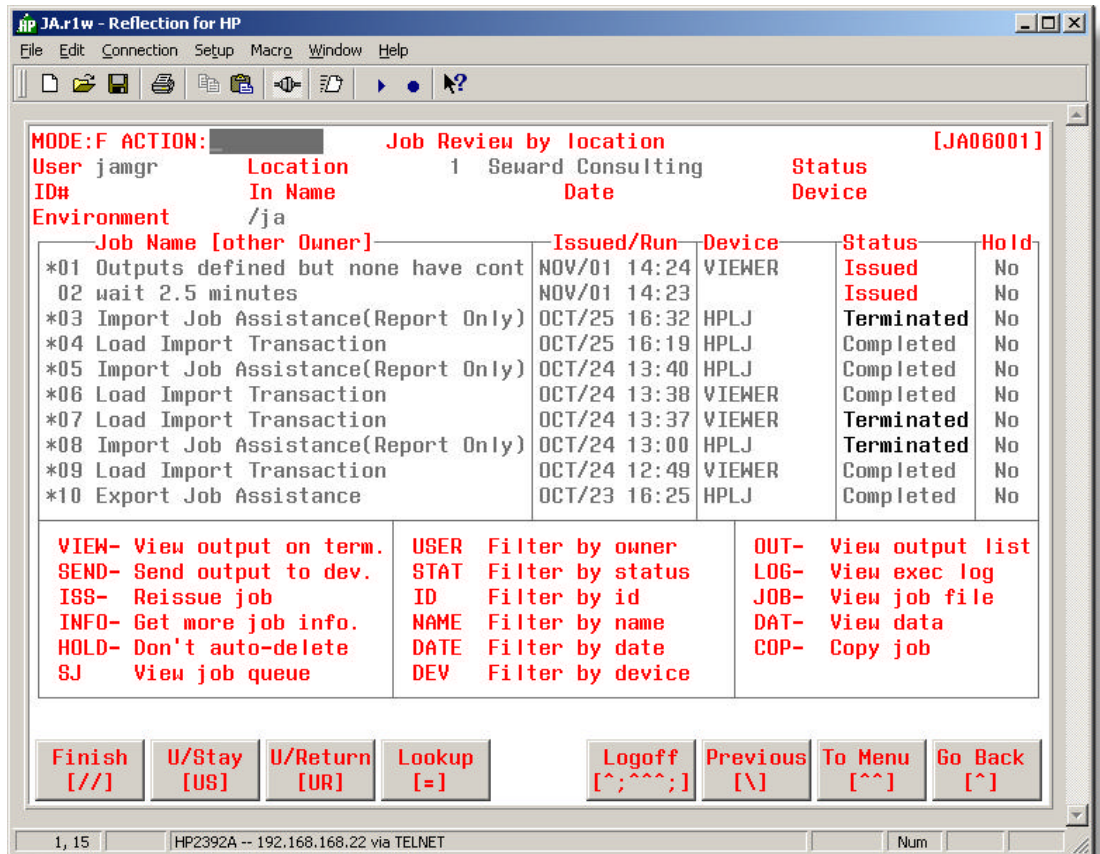 JA.r1w - Reflection for HP
File Edit Connection Setup Macro Window Help
MODE:F ACTION:_ Job Review by location [JA06001]
User jamgr Location 1 Seward Consulting Status
ID# In Name Date Device
Environment /ja
Job Name [other Owner] Issued/Run Device Status Hold
*01 Outputs defined but none have cont NOV/01 14:24 VIEWER Issued No
02 wait 2.5 minutes NOV/01 14:23 Issued No
*03 Import Job Assistance(Report Only) OCT/25 16:32 HPLJ Terminated No
*04 Load Import Transaction OCT/25 16:19 HPLJ Completed No
*05 Import Job Assistance(Report Only) OCT/24 13:40 HPLJ Completed No
*06 Load Import Transaction OCT/24 13:38 VIEWER Completed No
*07 Load Import Transaction OCT/24 13:37 VIEWER Terminated No
*08 Import Job Assistance(Report Only) OCT/24 13:00 HPLJ Terminated No
*09 Load Import Transaction OCT/24 12:49 VIEWER Completed No
*10 Export Job Assistance OCT/23 16:25 HPLJ Completed No
VIEW- View output on term. USER Filter by owner OUT- View output list
SEND- Send output to dev. STAT Filter by status LOG- View exec log
ISS- Reissue job ID Filter by id JOB- View job file
INFO- Get more job info. NAME Filter by name DAT- View data
HOLD- Don't auto-delete DATE Filter by date COP- Copy job
SJ View job queue DEV Filter by device
Finish U/Stay U/Return Lookup Logoff Previous To Menu Go Back
[//] [US] [UR] [=] [^;^^^;] [\] [^^] [^]
1, 15 HP2392A -- 192.168.168.22 via TELNET Num